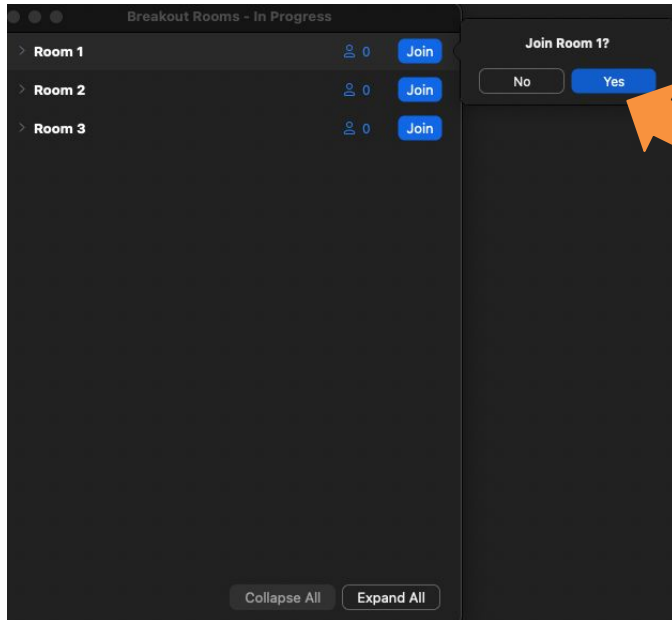 Breakout Rooms - In Progress
Room 1 0 Join
Room 2 0 Join
Room 3 0 Join
Join Room 1?
No Yes
Collapse All Expand All